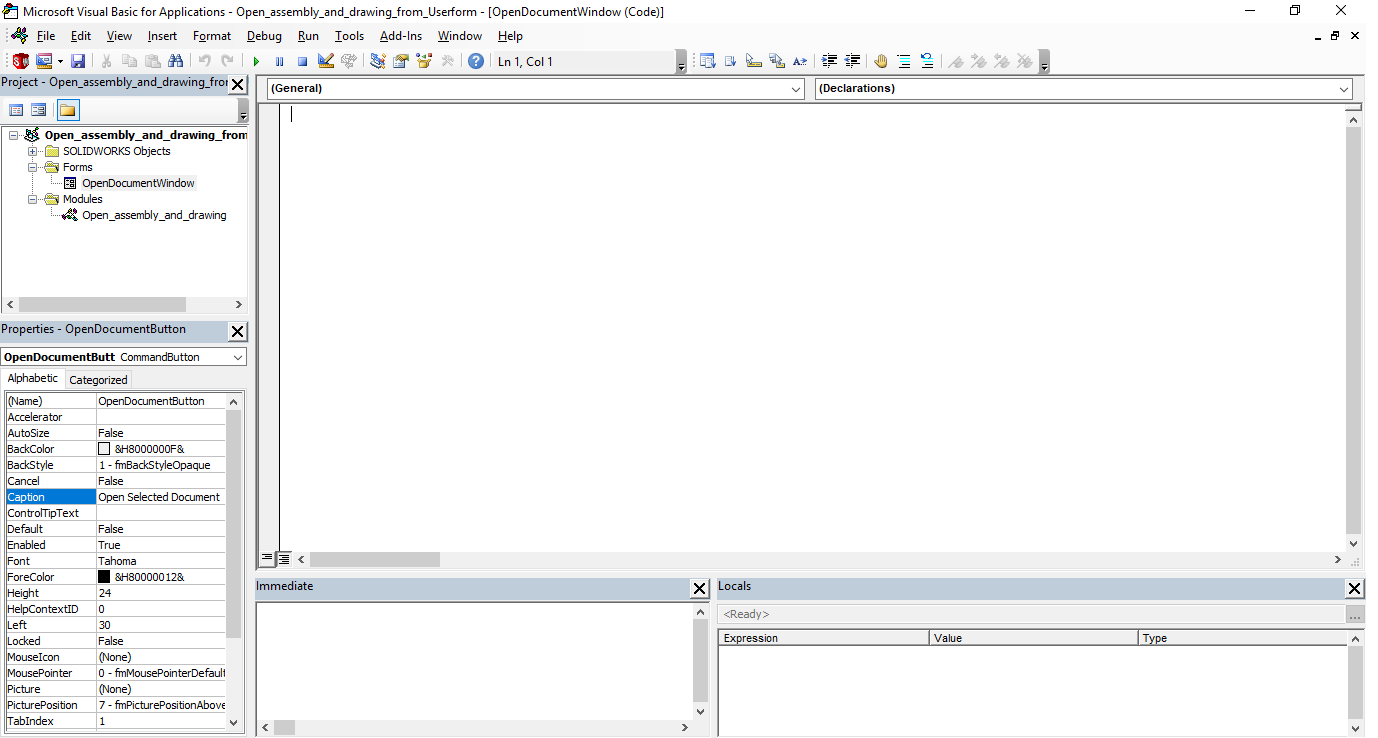 Microsoft Visual Basic for Applications - Open_assembly_and_drawing_from_Userform - [OpenDocumentWindow (Code)]
File Edit View Insert Format Debug Run Tools Add-Ins Window Help
Ln 1, Col 1
Project - Open_assembly_and_drawing_fro
Open_assembly_and_drawing_from
SOLIDWORKS Objects
Forms
OpenDocumentWindow
Modules
Open_assembly_and_drawing
(General)
(Declarations)
Properties - OpenDocumentButton
OpenDocumentButt CommandButton
Alphabetic Categorized
(Name) OpenDocumentButton
Accelerator
AutoSize False
BackColor &H8000000F&
BackStyle 1 - fmBackStyleOpaque
Cancel False
Caption Open Selected Document
ControlTipText
Default False
Enabled True
Font Tahoma
ForeColor &H80000012&
Height 24
HelpContextID 0
Left 30
Locked False
MouseIcon (None)
MousePointer 0 - fmMousePointerDefault
Picture (None)
PicturePosition 7 - fmPicturePositionAbove
TabIndex 1
Immediate
Locals
<Ready>
...
Expression Value Type